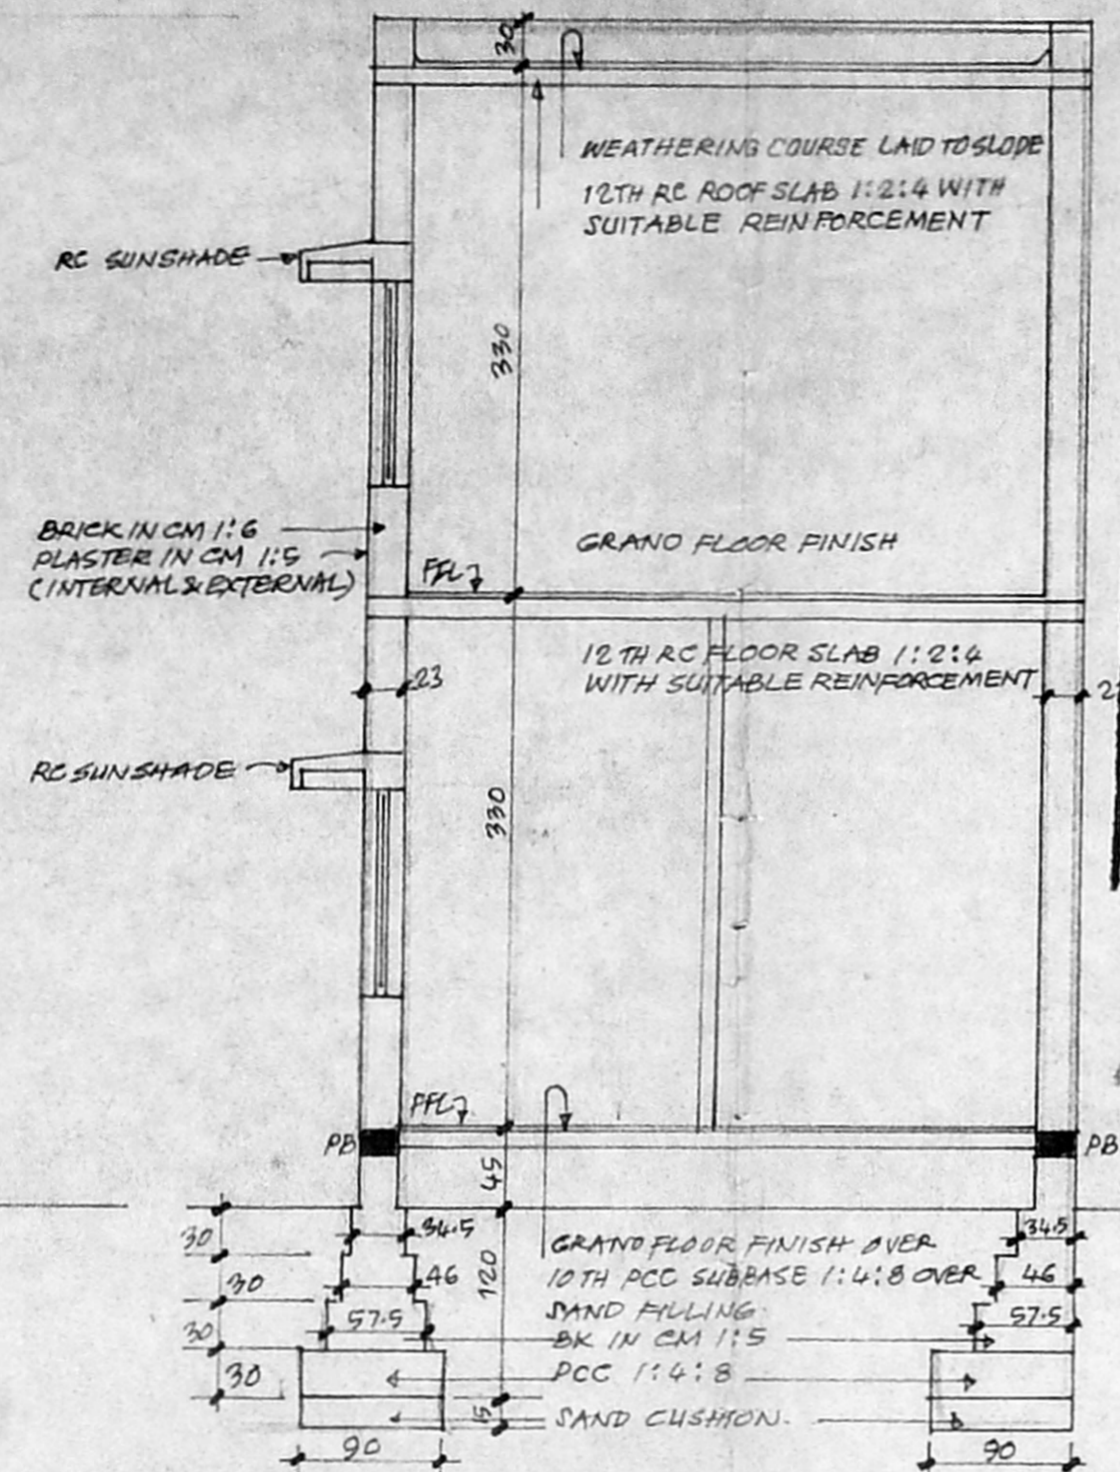 30
WEATHERING COURSE LAID TO SLOPE
12TH RC ROOF SLAB 1:2:4 WITH
SUITABLE REINFORCEMENT
RC SUNSHADE
330
BRICK IN CM 1:6
PLASTER IN CM 1:5
(INTERNAL & EXTERNAL)
GRANO FLOOR FINISH
FFL
12 TH RC FLOOR SLAB 1:2:4
WITH SUITABLE REINFORCEMENT
23
RC SUNSHADE
330
FFL
PB
PB
45
30
34.5
34.5
GRANO FLOOR FINISH OVER
10 TH PCC SUBBASE 1:4:8 OVER
SAND FILLING
30
46
120
46
30
57.5
57.5
BK IN CM 1:5
30
PCC 1:4:8
15
SAND CUSHION.
90
90